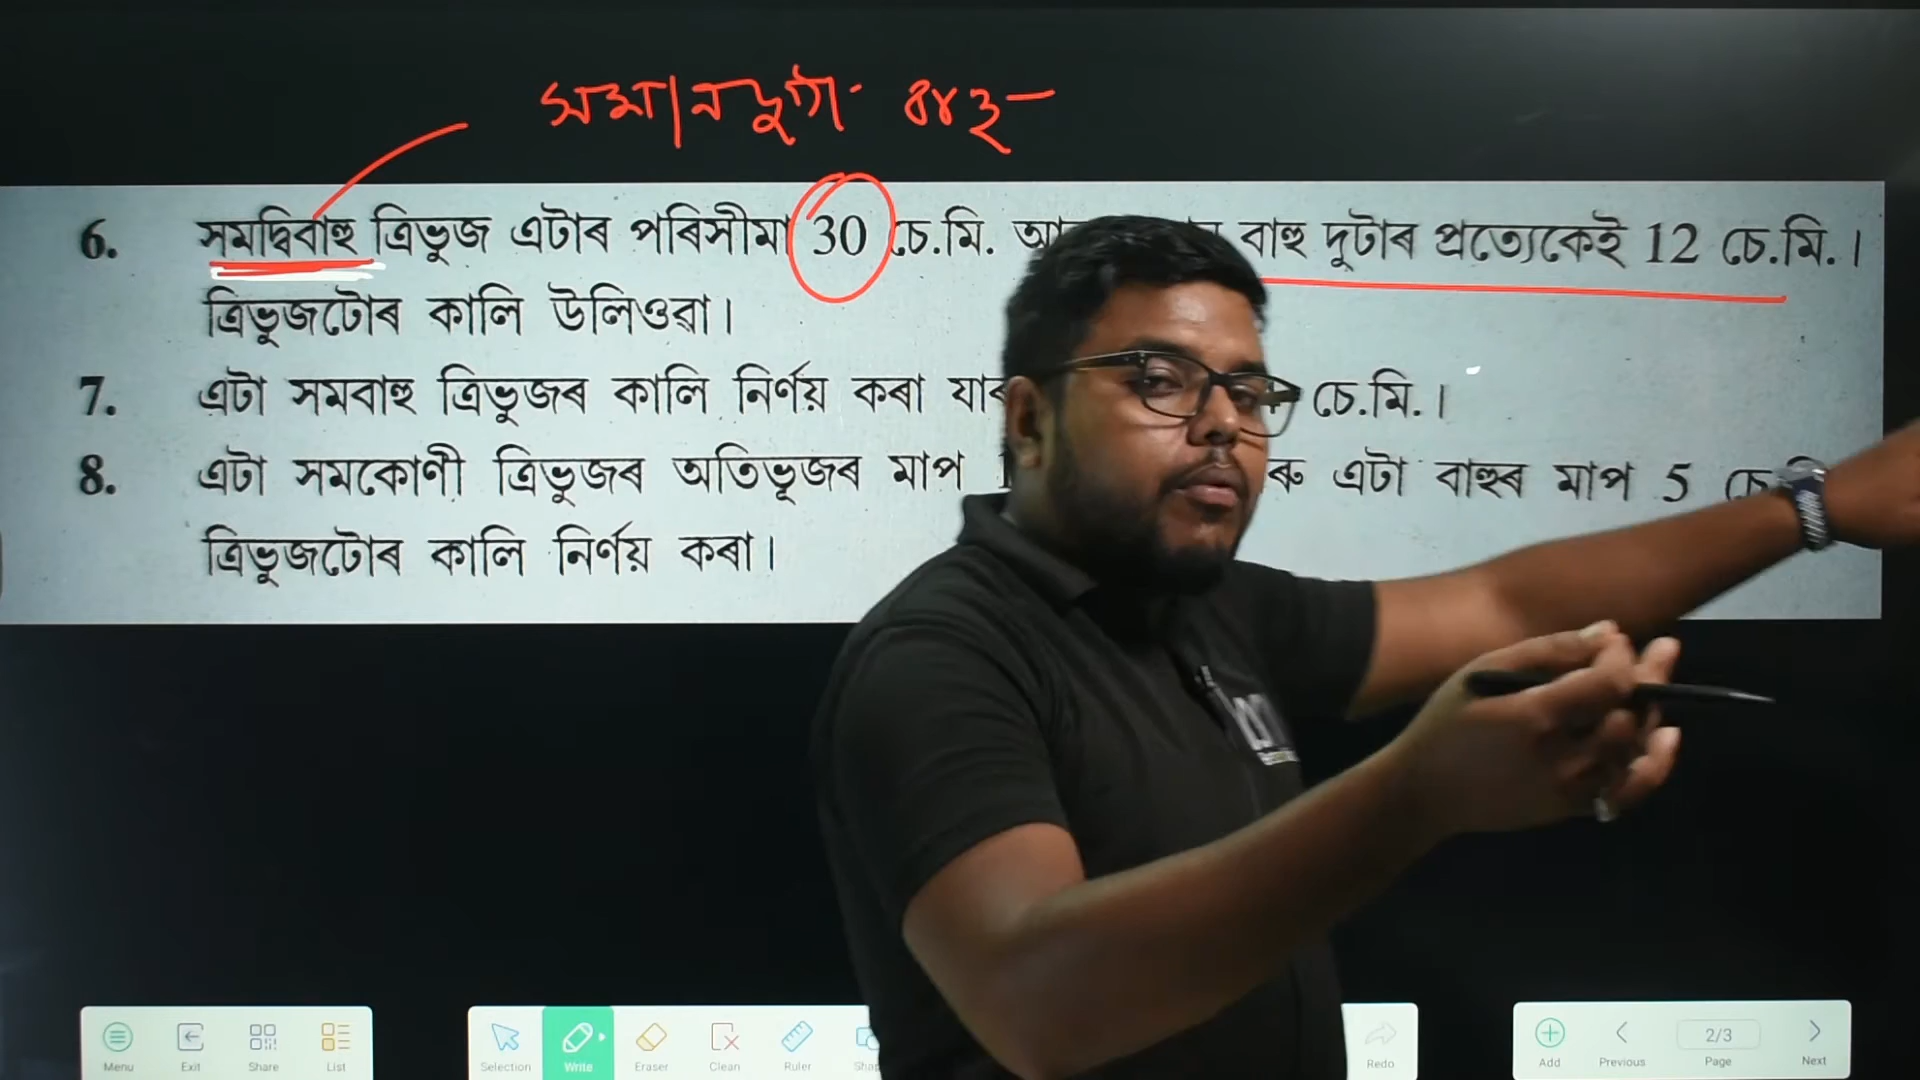 সমান দুটা বাহু
6. সমদ্বিবাহু ত্ৰিভুজ এটাৰ পৰিসীমা 30 চে.মি. বাহু দুটাৰ প্ৰত্যেকেই 12 চে.মি.।
ত্ৰিভুজটোৰ কালি উলিওৱা।
7. এটা সমবাহু ত্ৰিভুজৰ কালি নিৰ্ণয় কৰা যাৰ চে.মি.।
8. এটা সমকোণী ত্ৰিভুজৰ অতিভূজৰ মাপ এটা বাহুৰ মাপ 5
ত্ৰিভুজটোৰ কালি নিৰ্ণয় কৰা।
Menu Exit Share List Selection Write Eraser Clean Ruler Redo Add Previous 2/3 Page Next